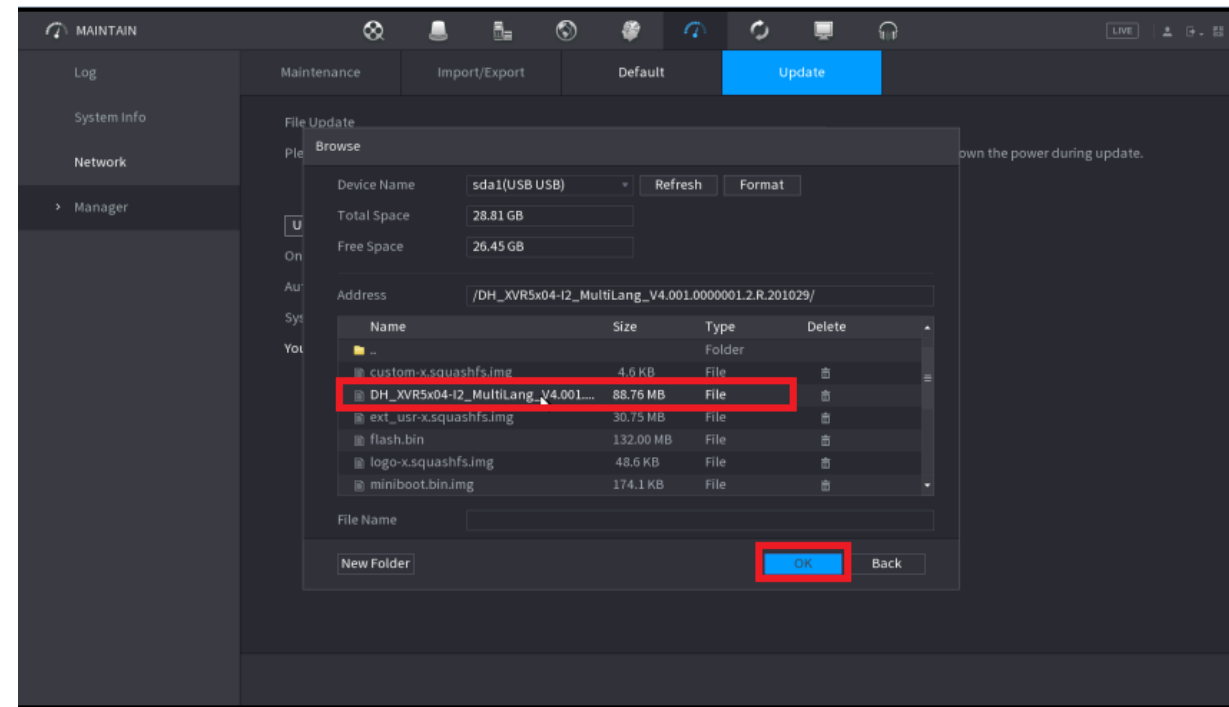 MAINTAIN
LIVE
Log
Maintenance Import/Export Default Update
System Info
File Update
Browse
Ple
own the power during update.
Network
Device Name sda1(USB USB) Refresh Format
Manager
Total Space 28.81 GB
U
Free Space 26.45 GB
On
Au
Address /DH_XVR5x04-I2_MultiLang_V4.001.0000001.2.R.201029/
Sys
Name Size Type Delete
You
.. Folder
custom-x.squashfs.img 4.6 KB File
DH_XVR5x04-I2_MultiLang_V4.001.... 88.76 MB File
ext_usr-x.squashfs.img 30.75 MB File
flash.bin 132.00 MB File
logo-x.squashfs.img 48.6 KB File
miniboot.bin.img 174.1 KB File
File Name
New Folder OK Back